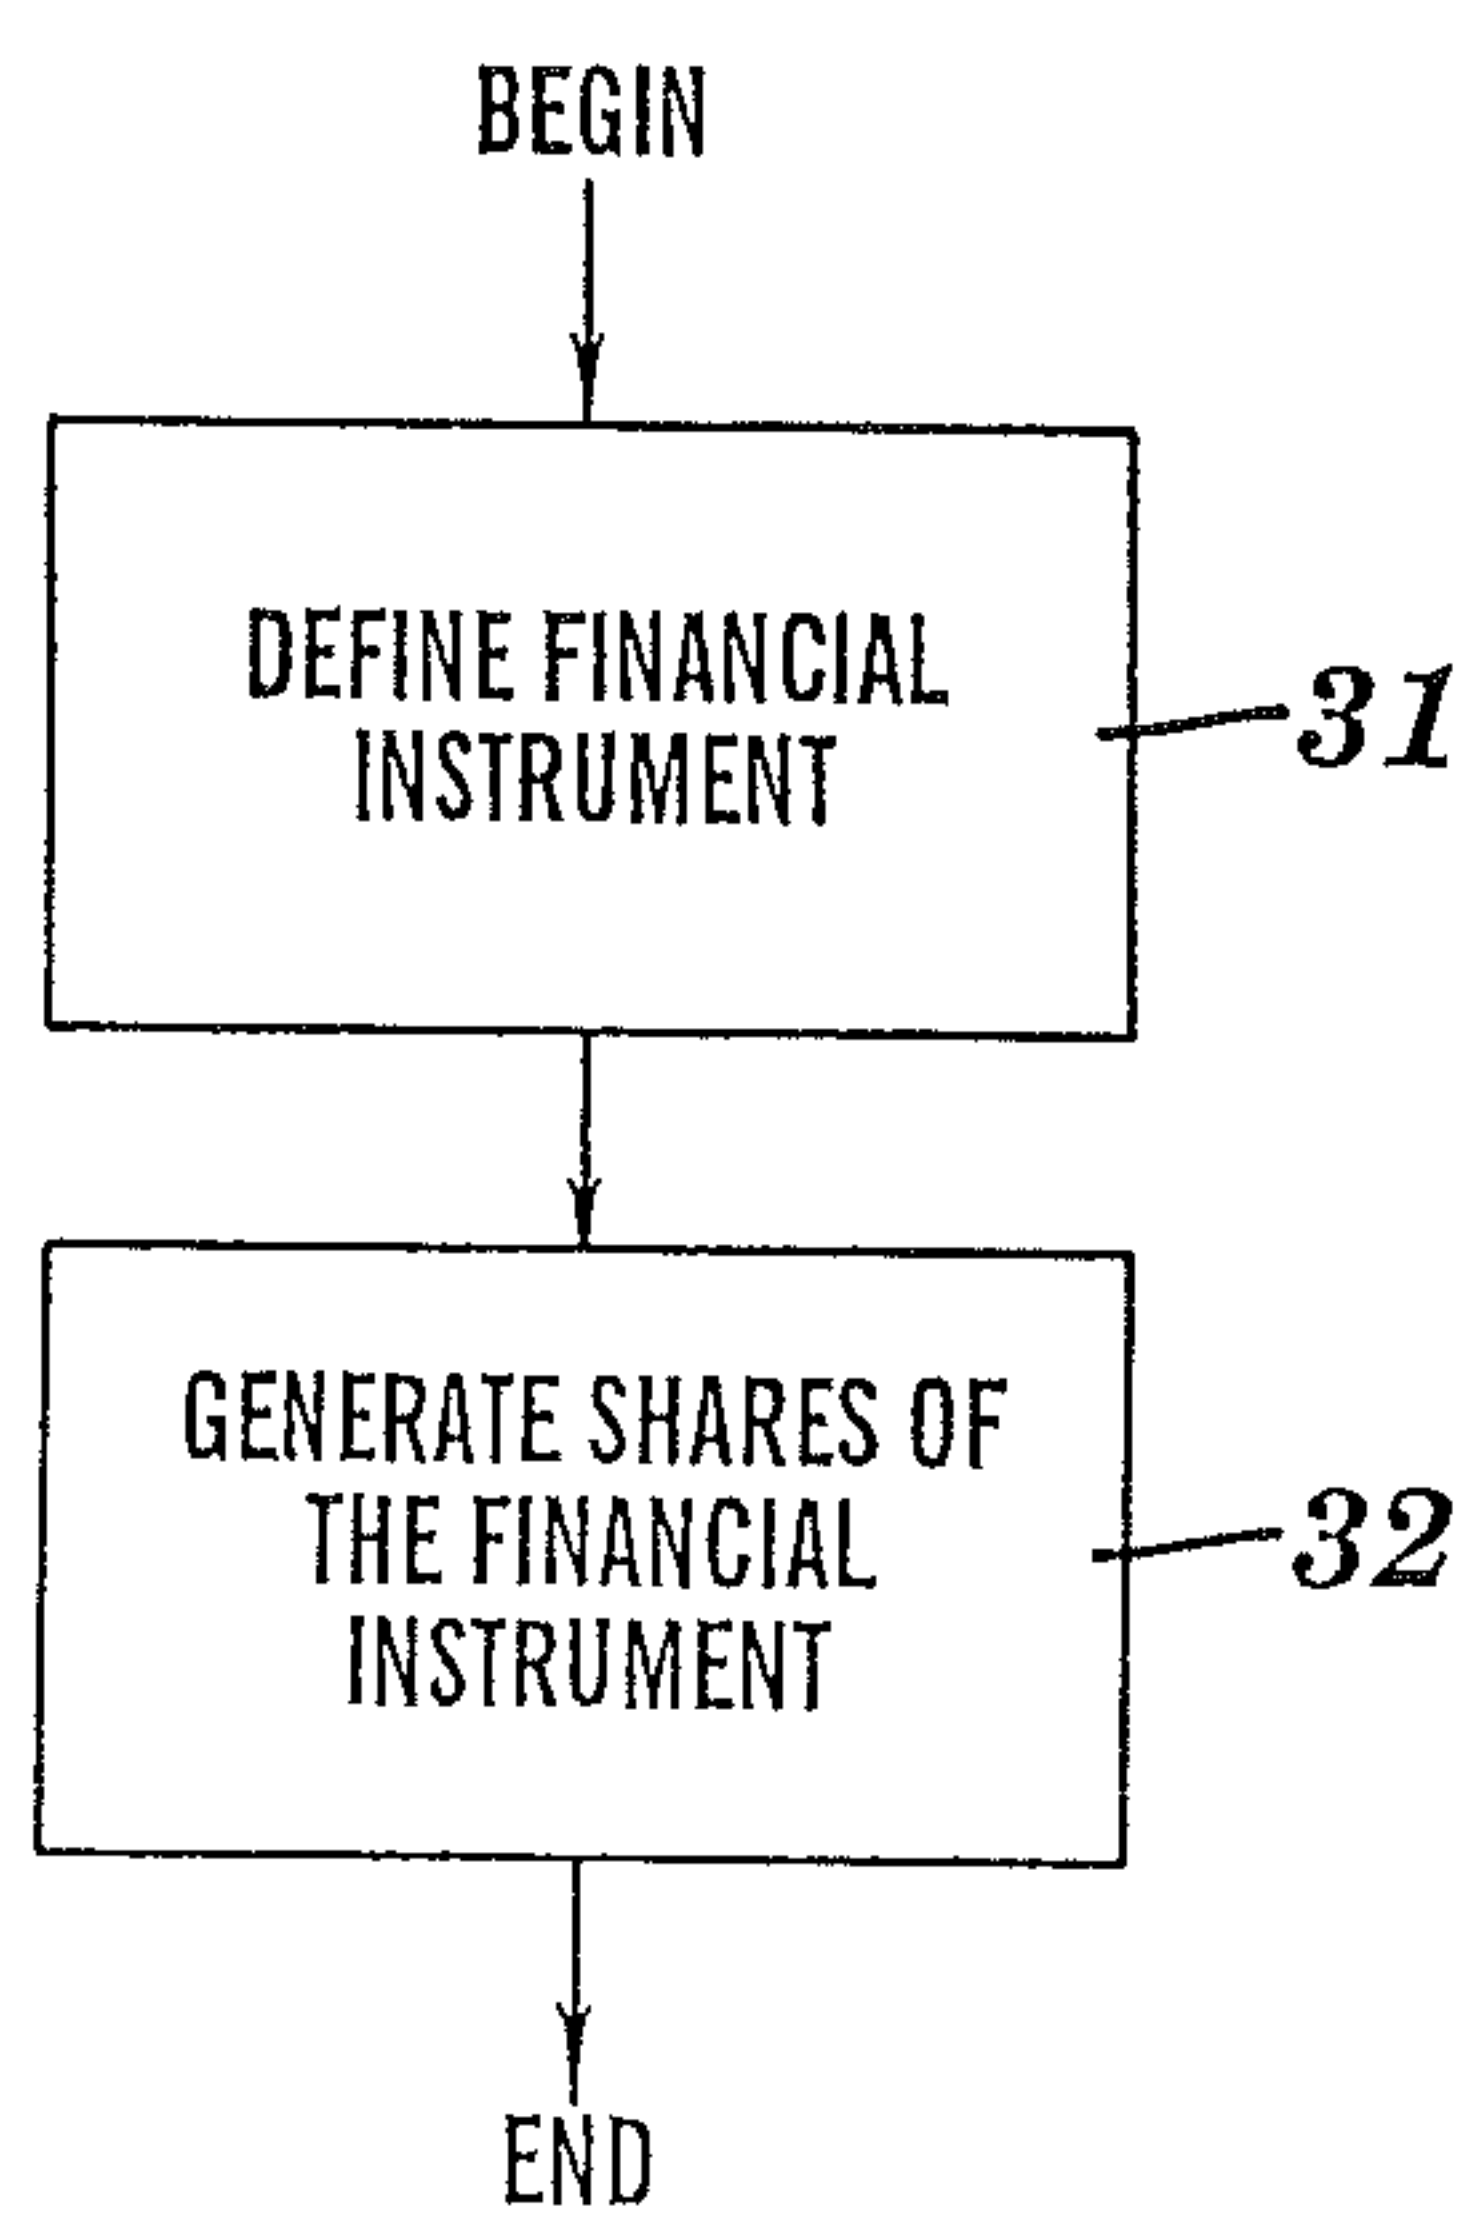 BEGIN
DEFINE FINANCIAL
INSTRUMENT
31
GENERATE SHARES OF
THE FINANCIAL
INSTRUMENT
32
END